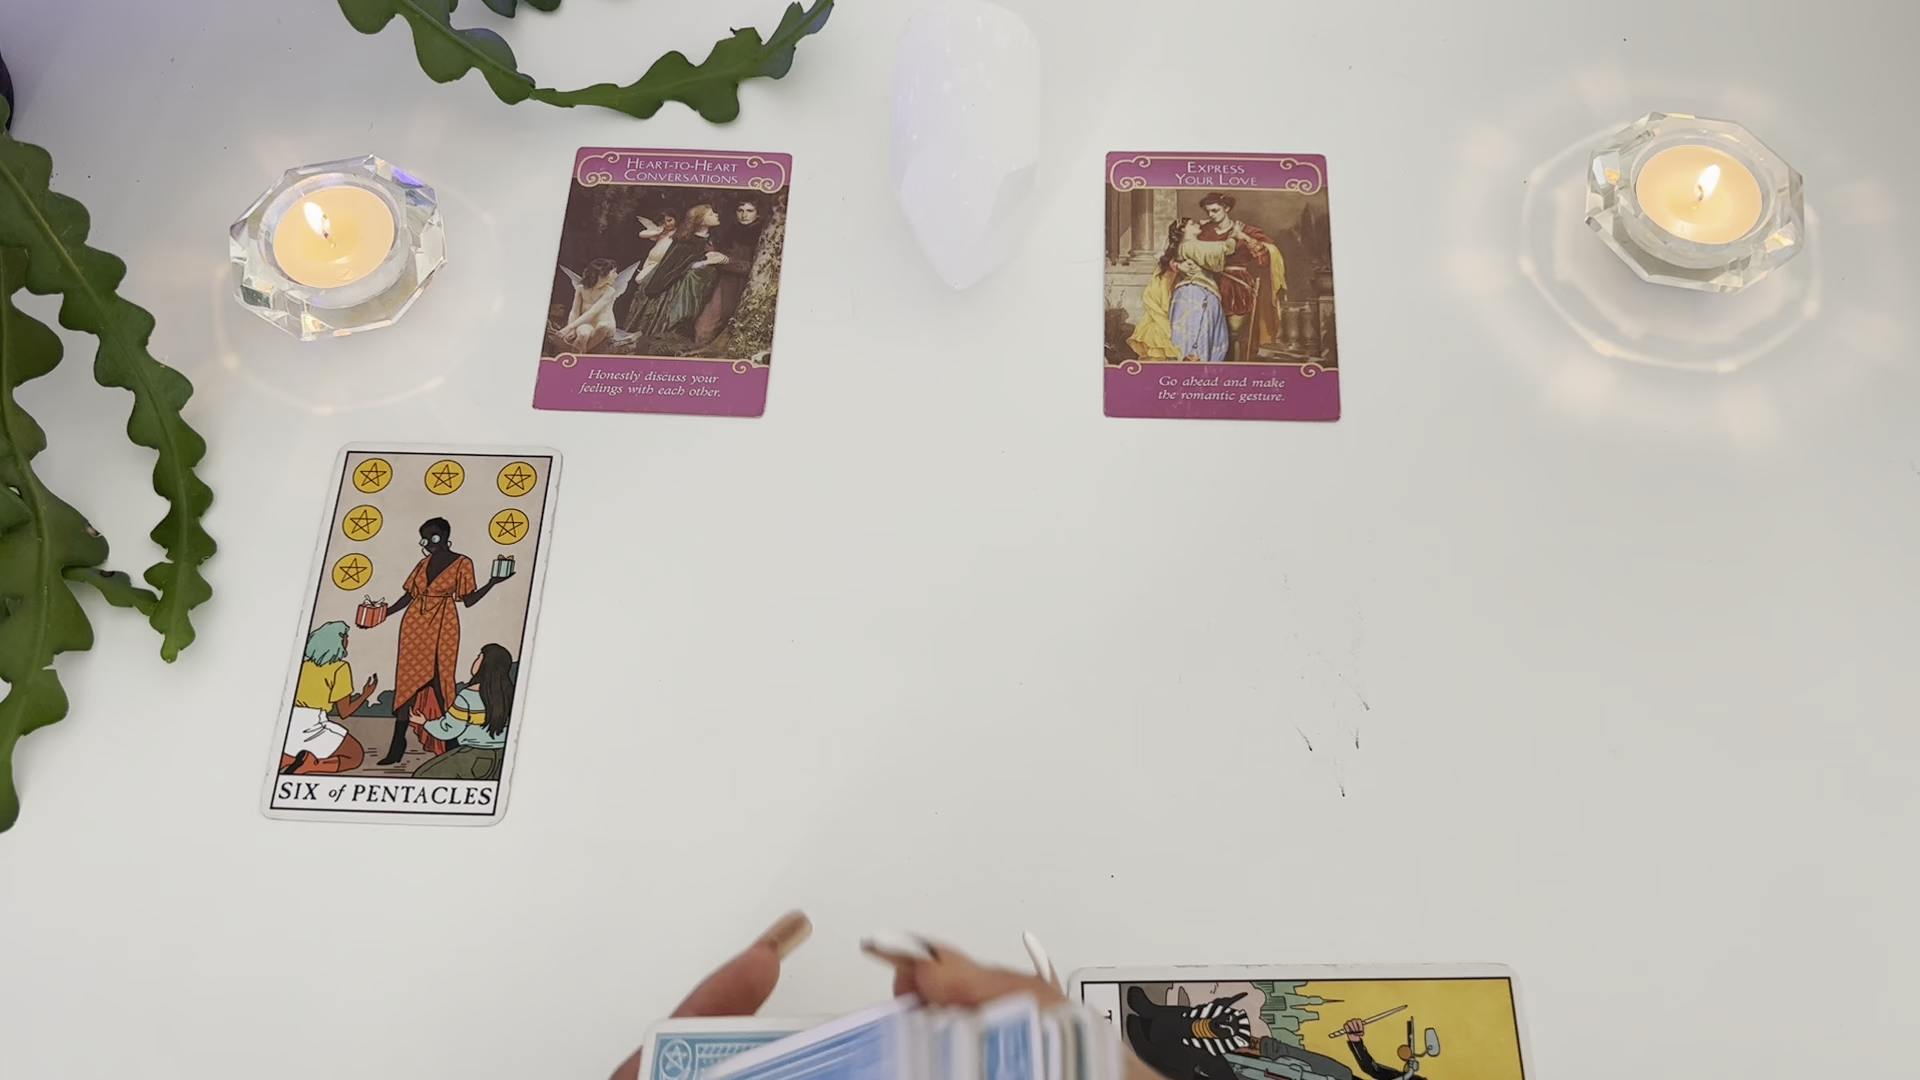 HEART-TO-HEART
CONVERSATIONS
Honestly discuss your
feelings with each other.
EXPRESS
YOUR LOVE
Go ahead and make
the romantic gesture.
SIX of PENTACLES